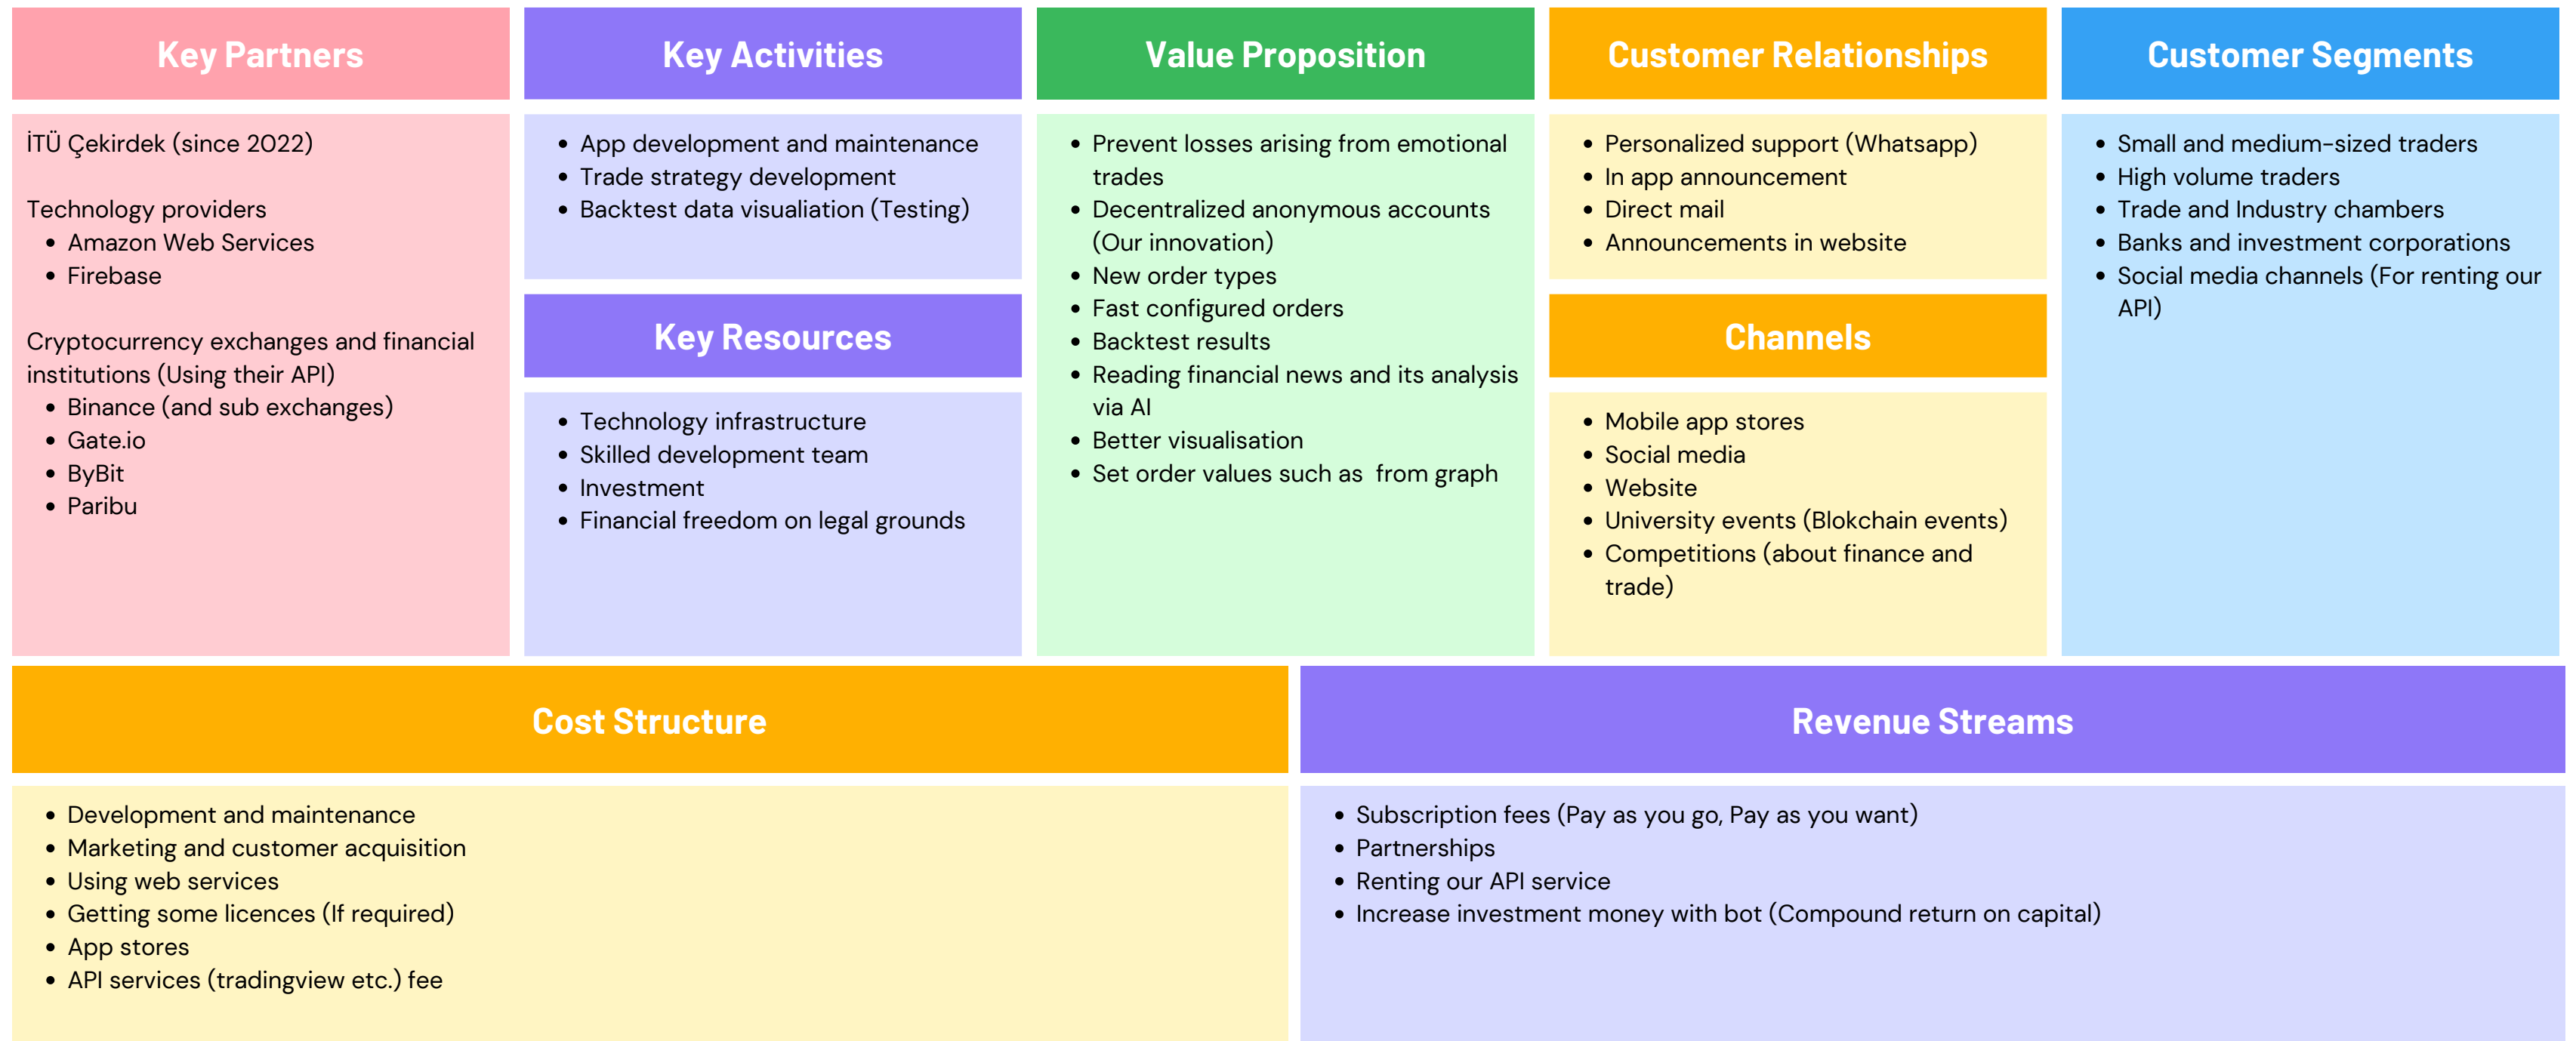 Key Partners
İTÜ Çekirdek (since 2022)
Technology providers
• Amazon Web Services
• Firebase
Cryptocurrency exchanges and financial
institutions (Using their API)
• Binance (and sub exchanges)
• Gate.io
• ByBit
• Paribu
Key Activities
• App development and maintenance
• Trade strategy development
• Backtest data visualiation (Testing)
Key Resources
• Technology infrastructure
• Skilled development team
• Investment
• Financial freedom on legal grounds
Value Proposition
• Prevent losses arising from emotional
trades
• Decentralized anonymous accounts
(Our innovation)
• New order types
• Fast configured orders
• Backtest results
• Reading financial news and its analysis
via AI
• Better visualisation
• Set order values such as  from graph
Customer Relationships
• Personalized support (Whatsapp)
• In app announcement
• Direct mail
• Announcements in website
Channels
• Mobile app stores
• Social media
• Website
• University events (Blokchain events)
• Competitions (about finance and
trade)
Customer Segments
• Small and medium-sized traders
• High volume traders
• Trade and Industry chambers
• Banks and investment corporations
• Social media channels (For renting our
API)
Cost Structure
• Development and maintenance
• Marketing and customer acquisition
• Using web services
• Getting some licences (If required)
• App stores
• API services (tradingview etc.) fee
Revenue Streams
• Subscription fees (Pay as you go, Pay as you want)
• Partnerships
• Renting our API service
• Increase investment money with bot (Compound return on capital)